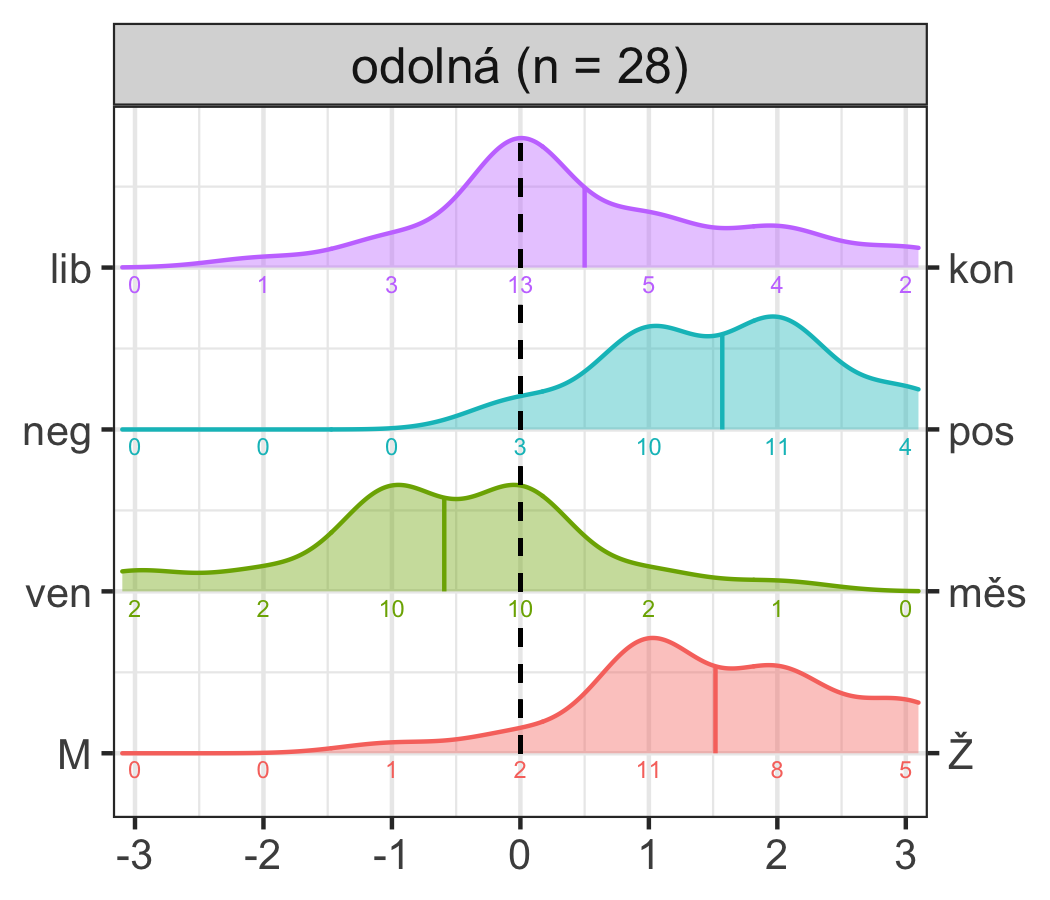 odolná (n = 28)
lib kon
0 1 3 13 5 4 2
neg pos
0 0 0 3 10 11 4
ven měs
2 2 10 10 2 1 0
M Ž
0 0 1 2 11 8 5
-3 -2 -1 0 1 2 3